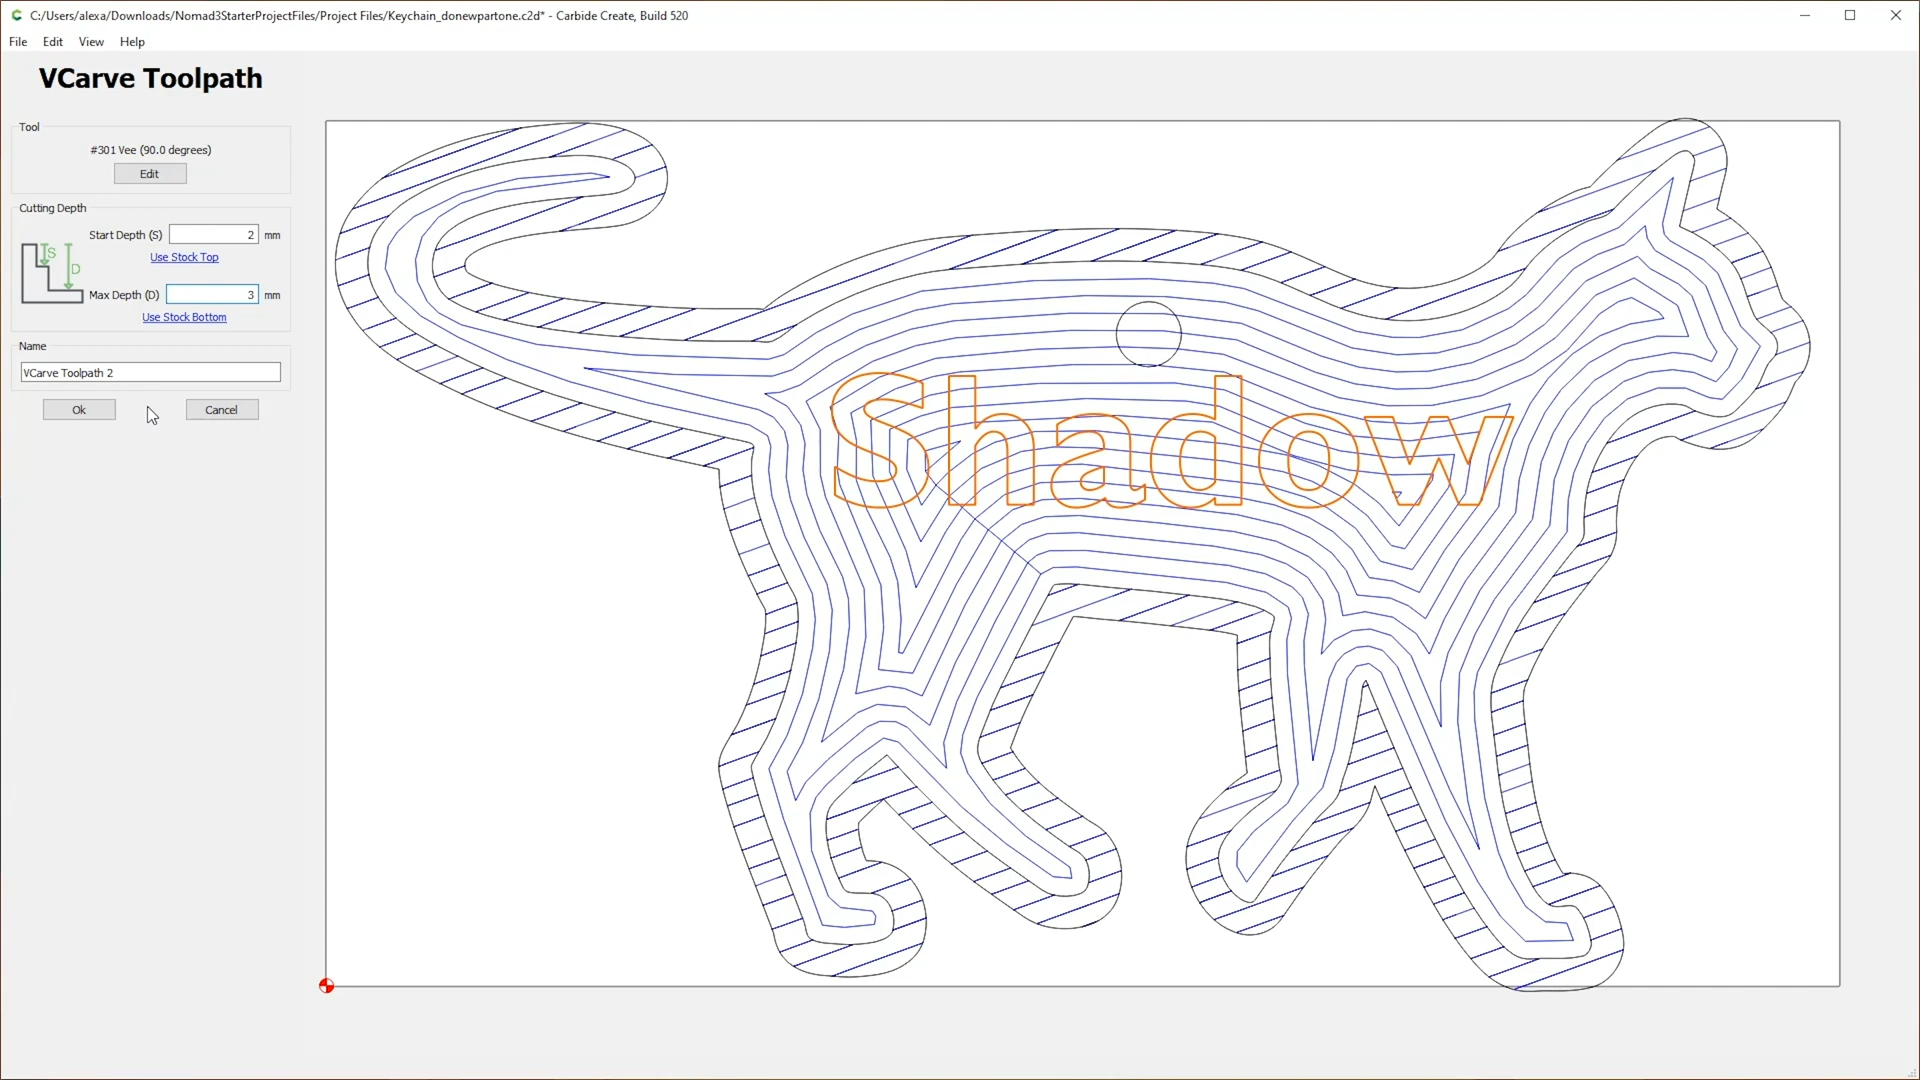 C:/Users/alexa/Downloads/Nomad3StarterProjectFiles/Project Files/Keychain_donewpartone.c2d* - Carbide Create, Build 520
File Edit View Help
VCarve Toolpath
Tool
#301 Vee (90.0 degrees)
Edit
Cutting Depth
Start Depth (S) 2 mm
Use Stock Top
S
D
Max Depth (D) 3 mm
Use Stock Bottom
Name
VCarve Toolpath 2
Ok Cancel
Shadow